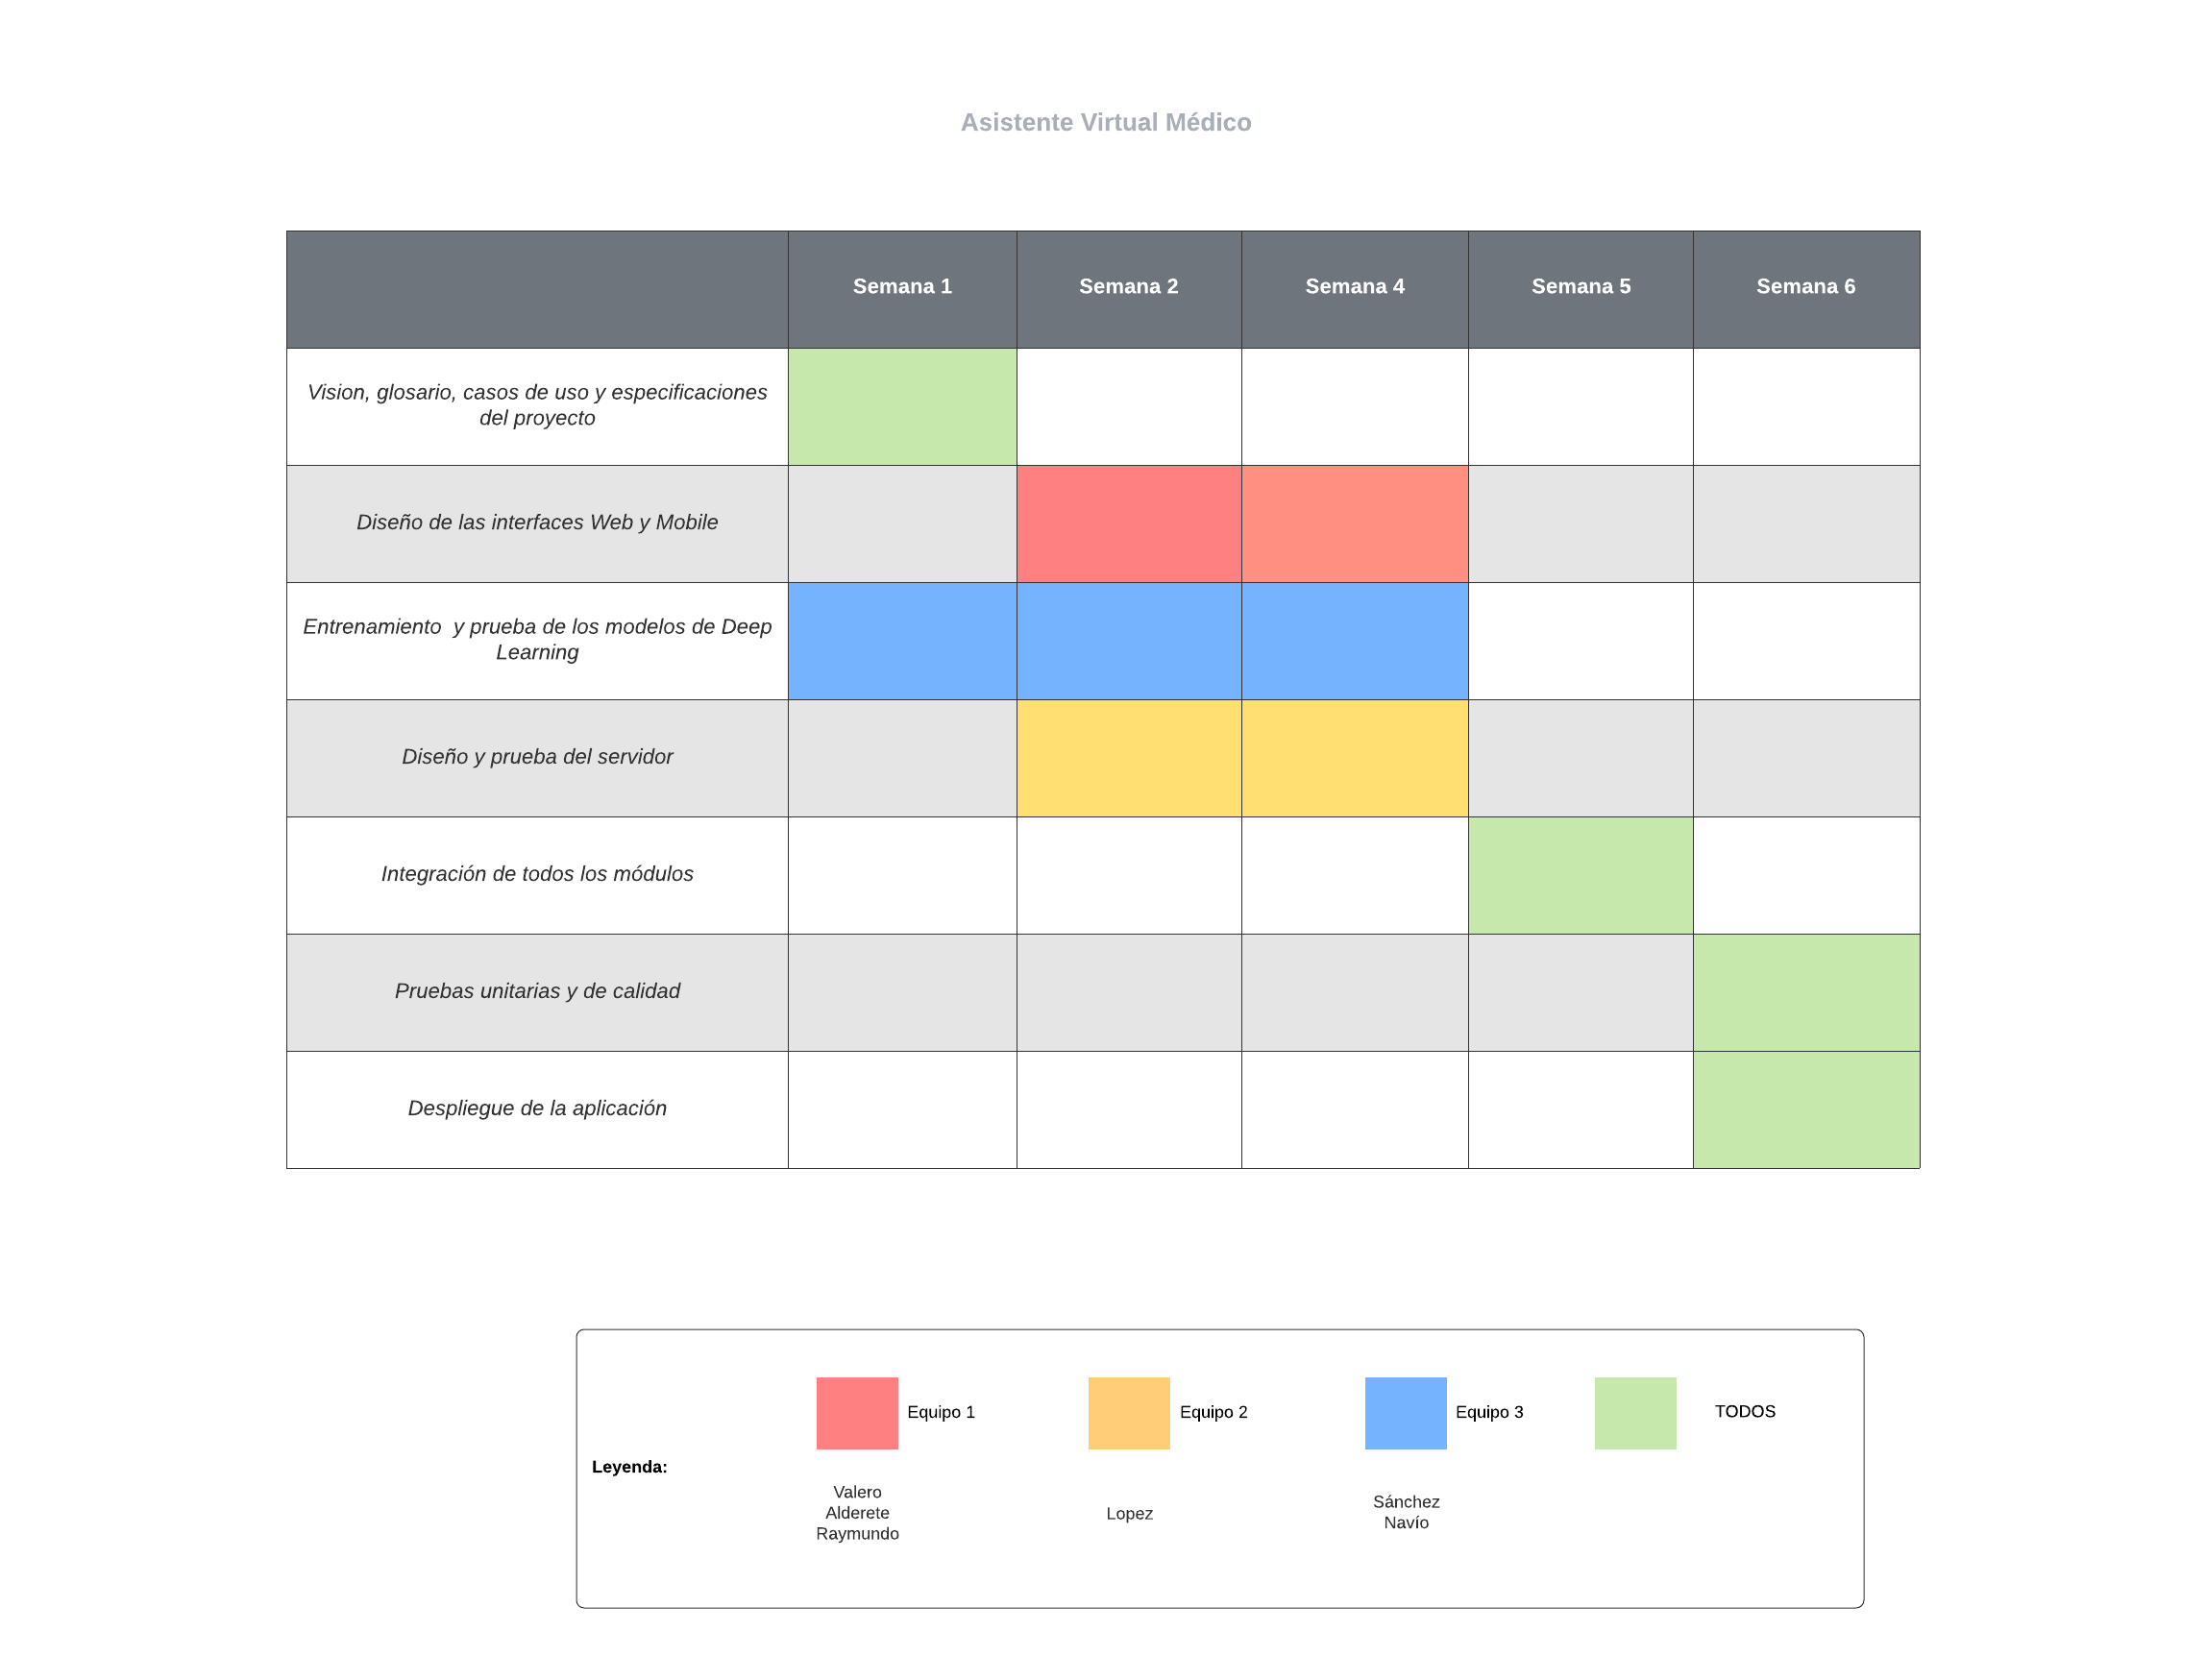 Asistente Virtual Médico
Semana 1
Semana 2
Semana 4
Semana 5
Semana 6
Vision, glosario, casos de uso y especificaciones
del proyecto
Diseño de las interfaces Web y Mobile
Entrenamiento  y prueba de los modelos de Deep
Learning
Diseño y prueba del servidor
Integración de todos los módulos
Pruebas unitarias y de calidad
Despliegue de la aplicación
Leyenda:
Equipo 1
Valero
Alderete
Raymundo
Equipo 2
Lopez
Equipo 3
Sánchez
Navío
TODOS